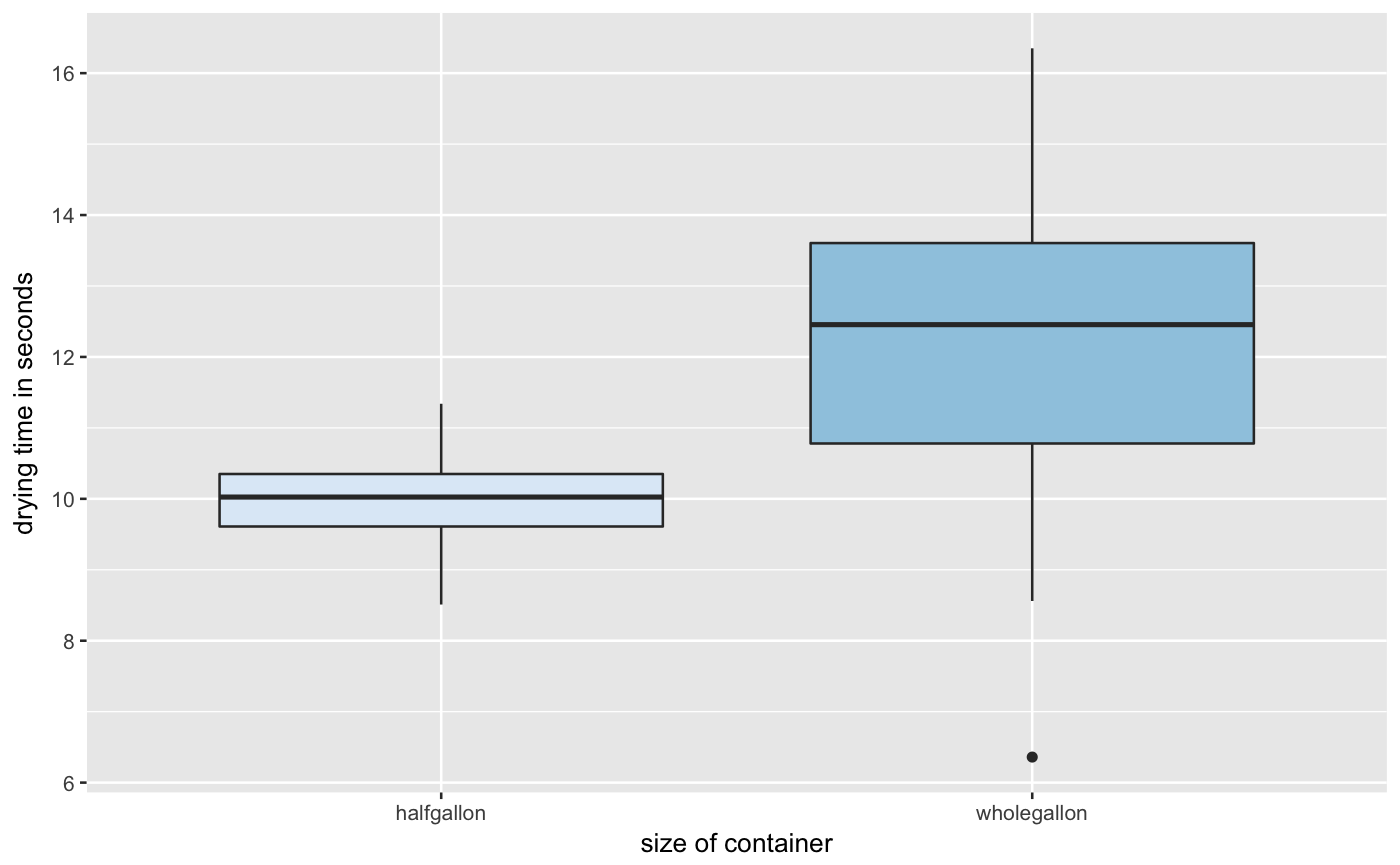 drying time in seconds
16
14
12
10
8
6
halfgallon wholegallon
size of container